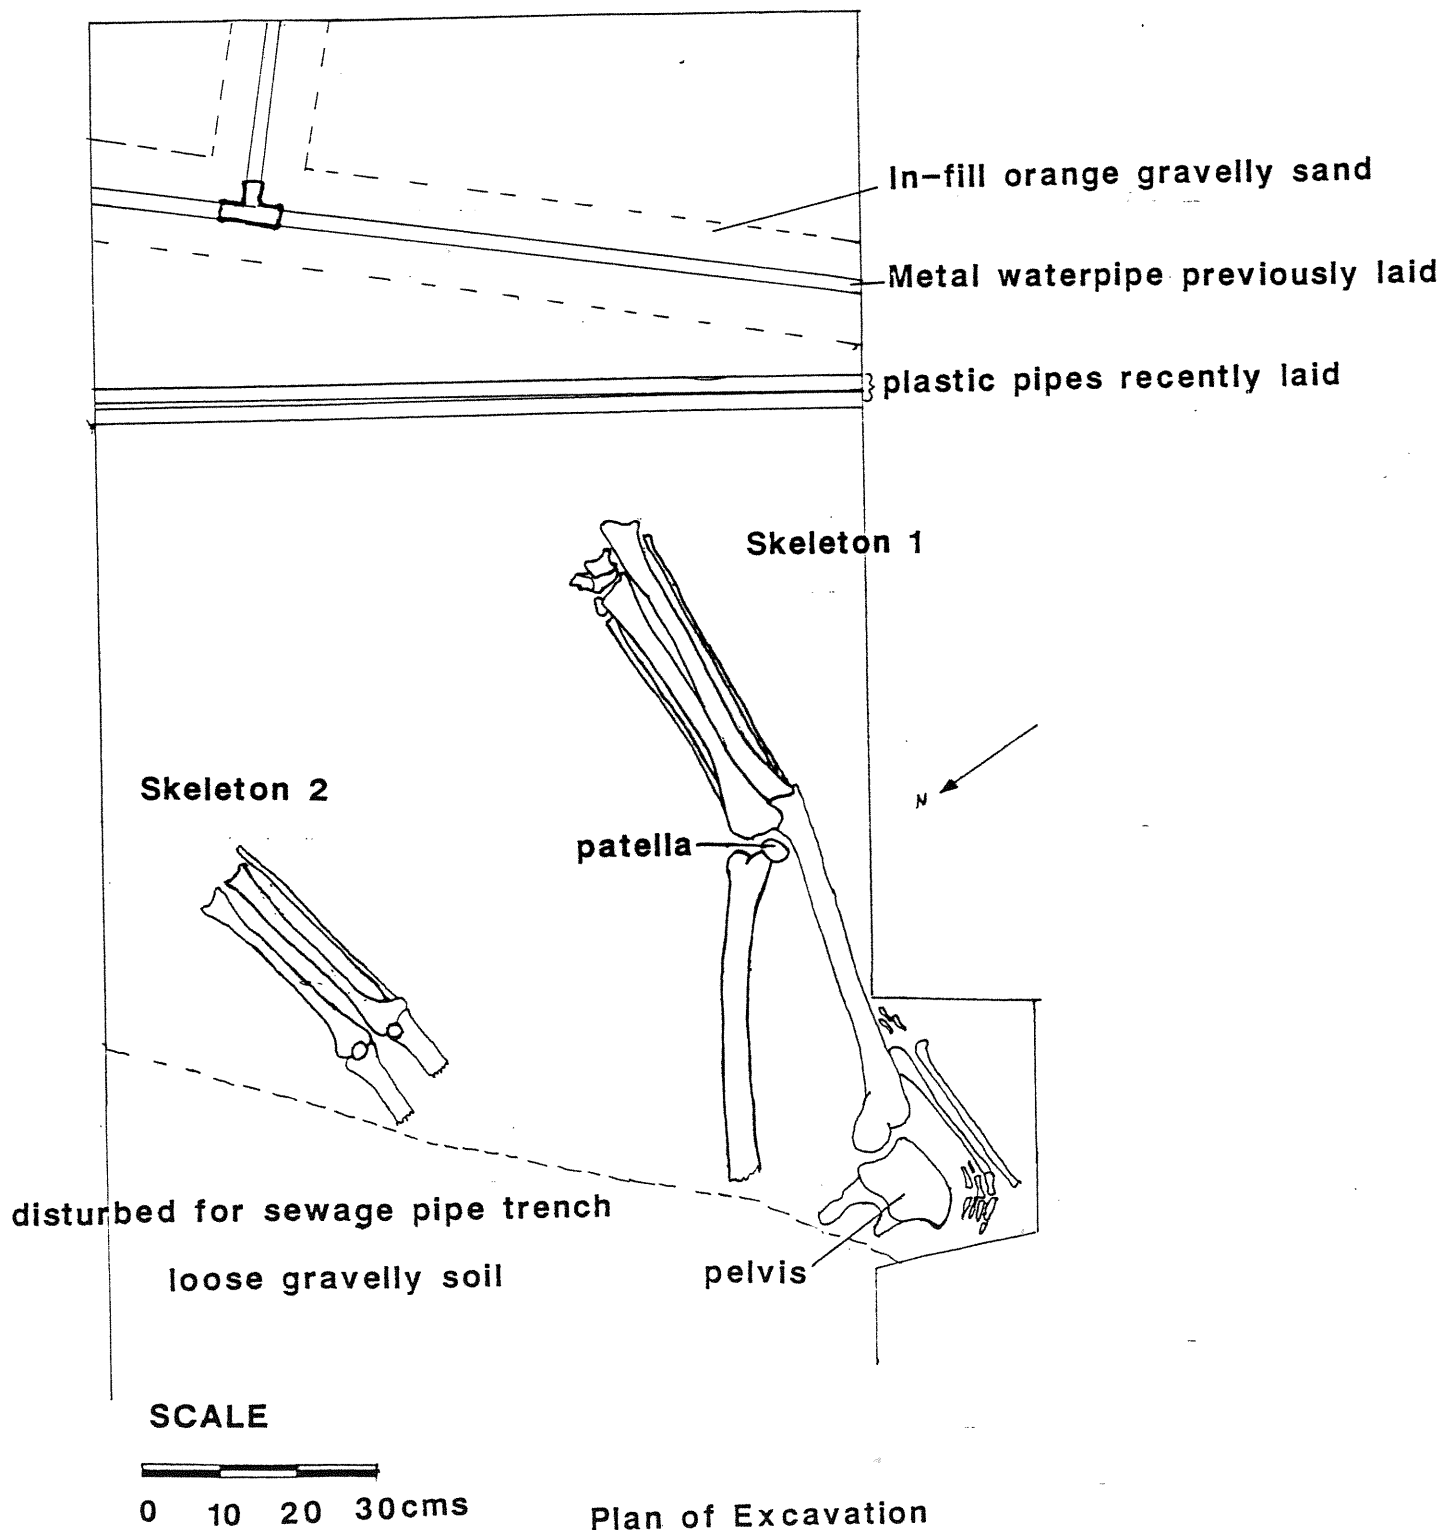 In-fill orange gravelly sand
Metal waterpipe previously laid
plastic pipes recently laid
Skeleton 1
Skeleton 2
N
patella
disturbed for sewage pipe trench
loose gravelly soil
pelvis
SCALE
0 10 20 30cms
Plan of Excavation